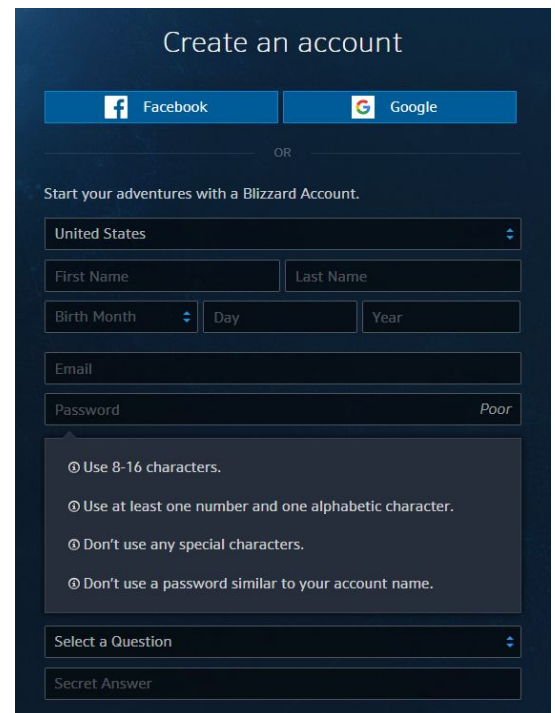 Create an account
Facebook Google
OR
Start your adventures with a Blizzard Account.
United States
First Name Last Name
Birth Month Day Year
Email
Password Poor
Use 8-16 characters.
Use at least one number and one alphabetic character.
Don't use any special characters.
Don't use a password similar to your account name.
Select a Question
Secret Answer